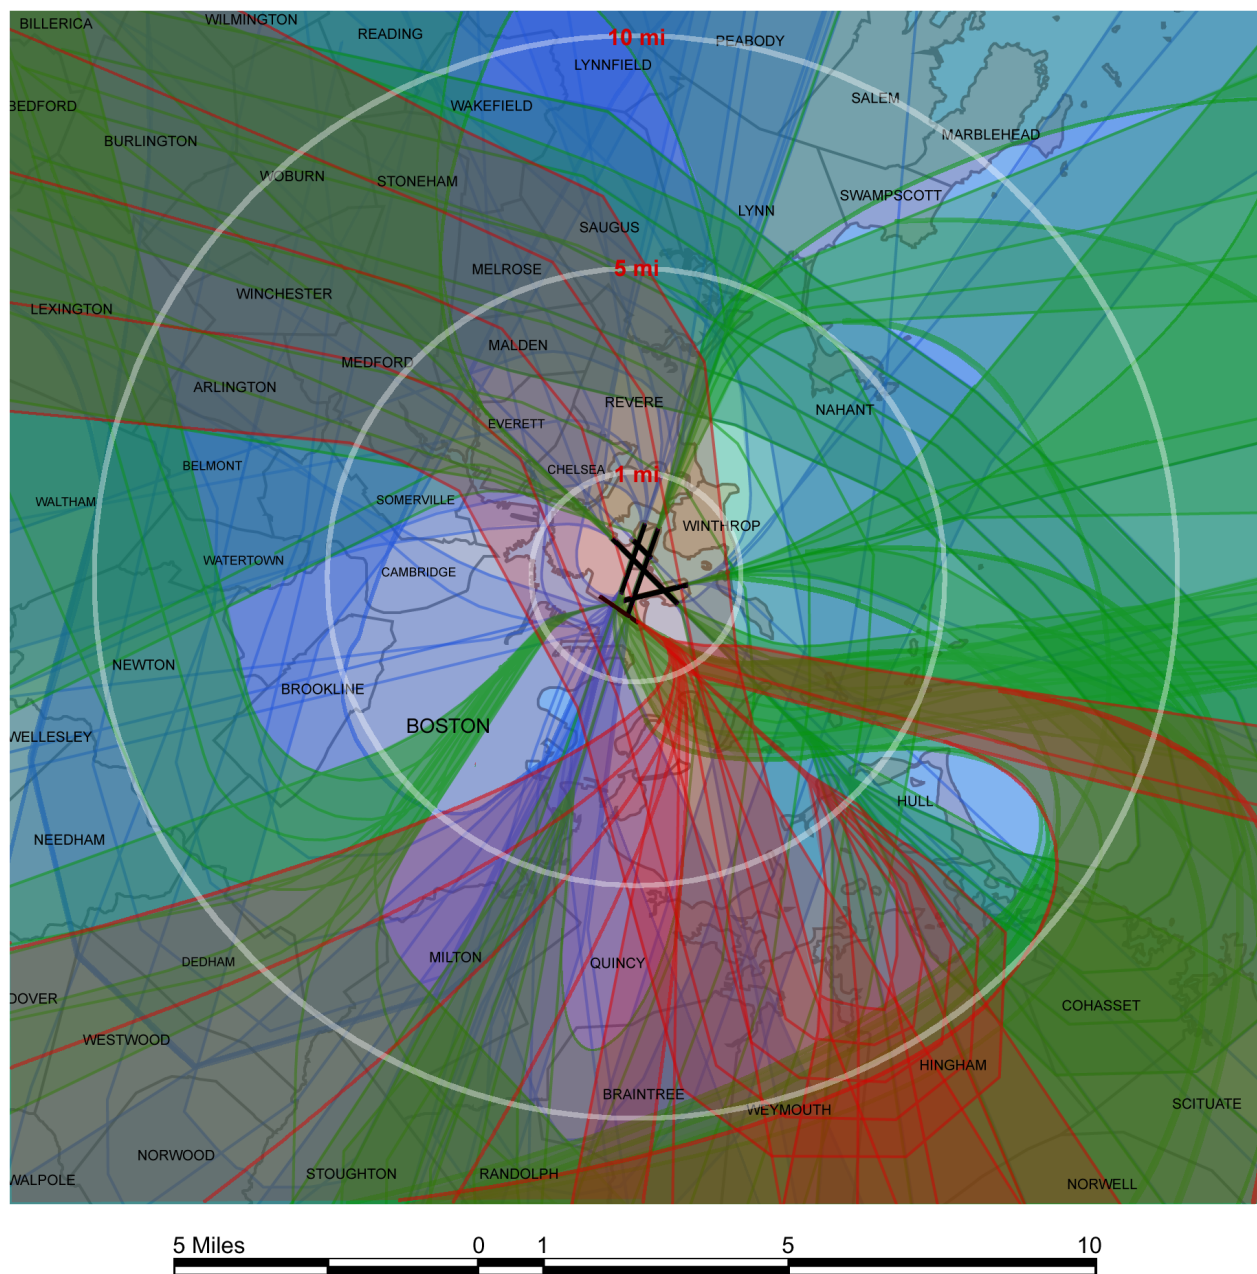 BILLERICA
WILMINGTON
READING
10 mi
PEABODY
LYNNFIELD
BEDFORD
WAKEFIELD
SALEM
BURLINGTON
MARBLEHEAD
WOBURN
STONEHAM
SWAMPSCOTT
LYNN
SAUGUS
MELROSE
5 mi
WINCHESTER
LEXINGTON
MALDEN
MEDFORD
ARLINGTON
REVERE
NAHANT
EVERETT
BELMONT
CHELSEA
1 mi
WALTHAM
SOMERVILLE
WINTHROP
WATERTOWN
CAMBRIDGE
NEWTON
BROOKLINE
BOSTON
WELLESLEY
HULL
NEEDHAM
MILTON
DEDHAM
QUINCY
DOVER
COHASSET
WESTWOOD
HINGHAM
BRAINTREE
WEYMOUTH
SCITUATE
NORWOOD
STOUGHTON
RANDOLPH
WALPOLE
NORWELL
5 Miles 0 1 5 10